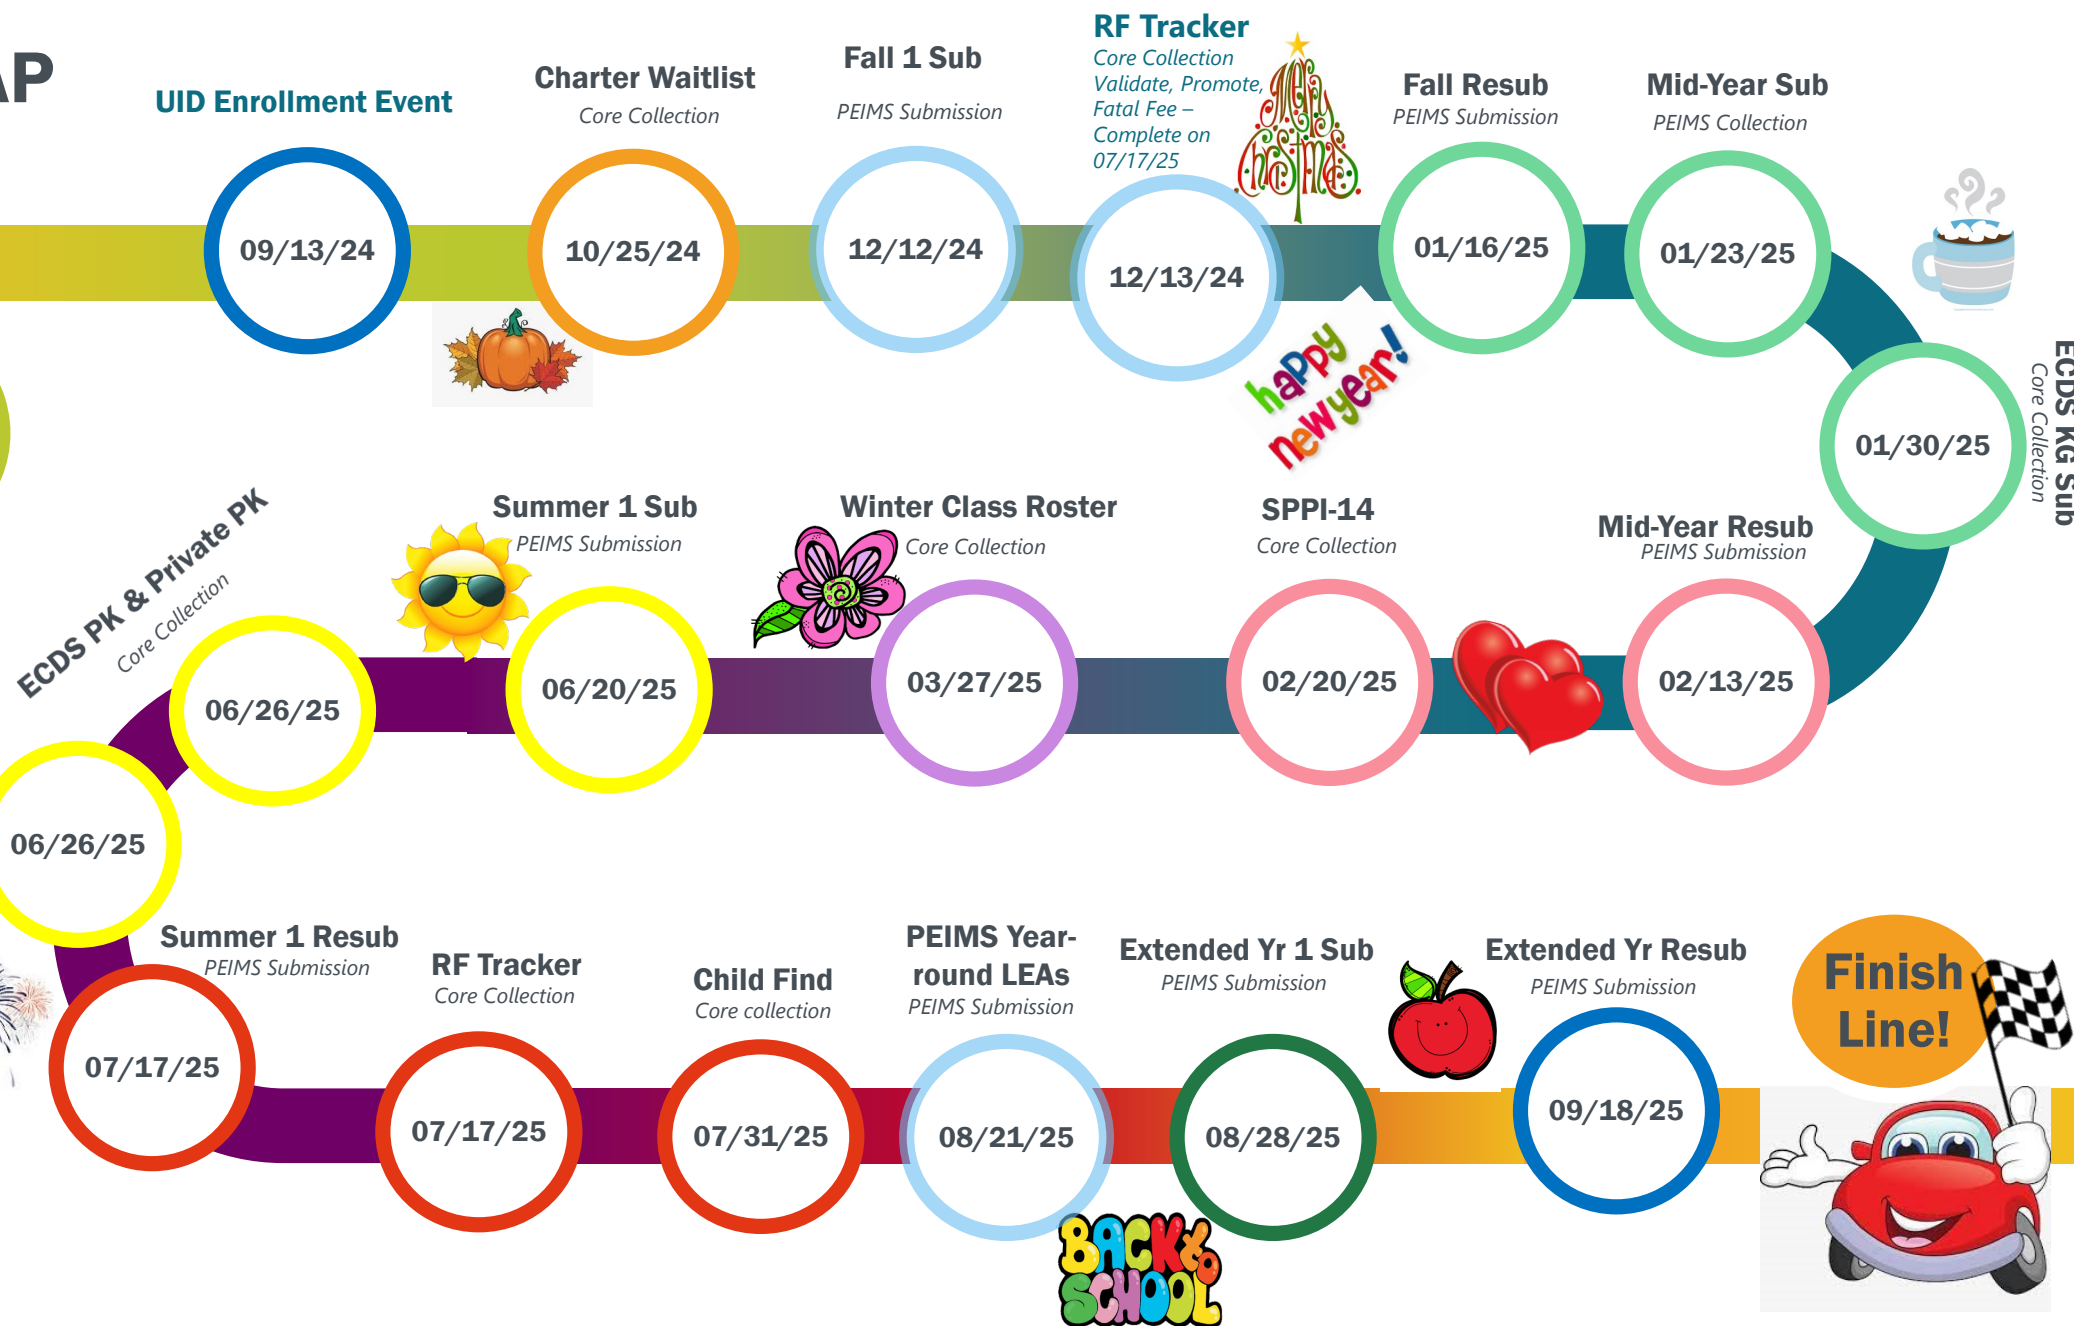 AP
UID Enrollment Event
09/13/24
Charter Waitlist
Core Collection
10/25/24
Fall 1 Sub
PEIMS Submission
12/12/24
RF Tracker
Core Collection
Validate, Promote,
Fatal Fee –
Complete on
07/17/25
12/13/24
Merry
Christmas
happy
new year!
Fall Resub
PEIMS Submission
01/16/25
Mid-Year Sub
PEIMS Collection
01/23/25
ECDS KG Sub
Core Collection
01/30/25
Mid-Year Resub
PEIMS Submission
02/13/25
SPPI-14
Core Collection
02/20/25
Winter Class Roster
Core Collection
03/27/25
Summer 1 Sub
PEIMS Submission
06/20/25
ECDS PK & Private PK
Core Collection
06/26/25
06/26/25
Summer 1 Resub
PEIMS Submission
07/17/25
RF Tracker
Core Collection
07/17/25
Child Find
Core collection
07/31/25
PEIMS Year-
round LEAs
PEIMS Submission
08/21/25
BACK to
SCHOOL
Extended Yr 1 Sub
PEIMS Submission
08/28/25
Extended Yr Resub
PEIMS Submission
09/18/25
Finish
Line!